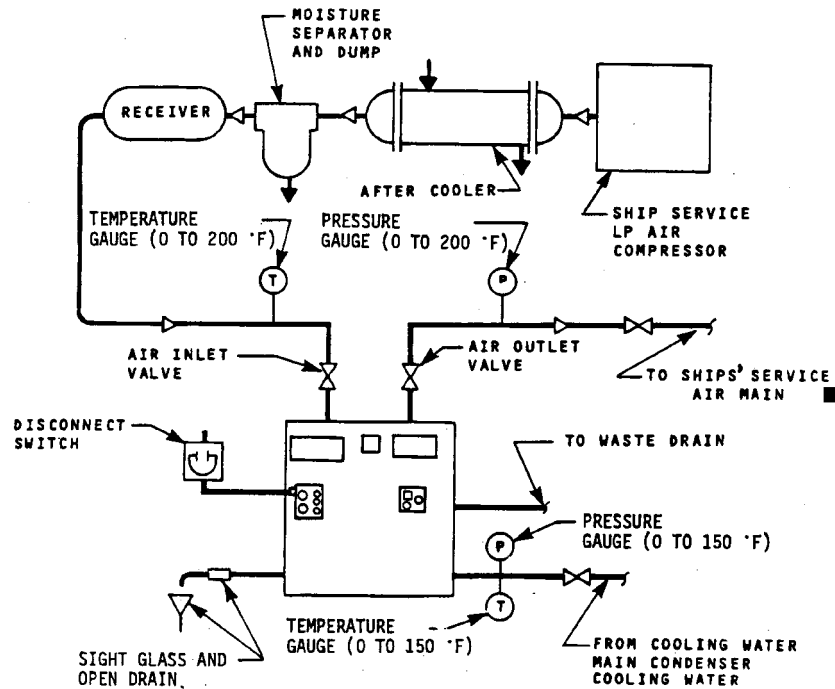 MOISTURE
SEPARATOR
AND DUMP
RECEIVER
AFTER COOLER
SHIP SERVICE
LP AIR
COMPRESSOR
TEMPERATURE
GAUGE (0 TO 200 °F)
PRESSURE
GAUGE (0 TO 200 °F)
T
P
AIR INLET
VALVE
AIR OUTLET
VALVE
TO SHIPS' SERVICE
AIR MAIN
DISCONNECT
SWITCH
TO WASTE DRAIN
PRESSURE
GAUGE (0 TO 150 °F)
P
T
TEMPERATURE
GAUGE (0 TO 150 °F)
SIGHT GLASS AND
OPEN DRAIN.
FROM COOLING WATER
MAIN CONDENSER
COOLING WATER